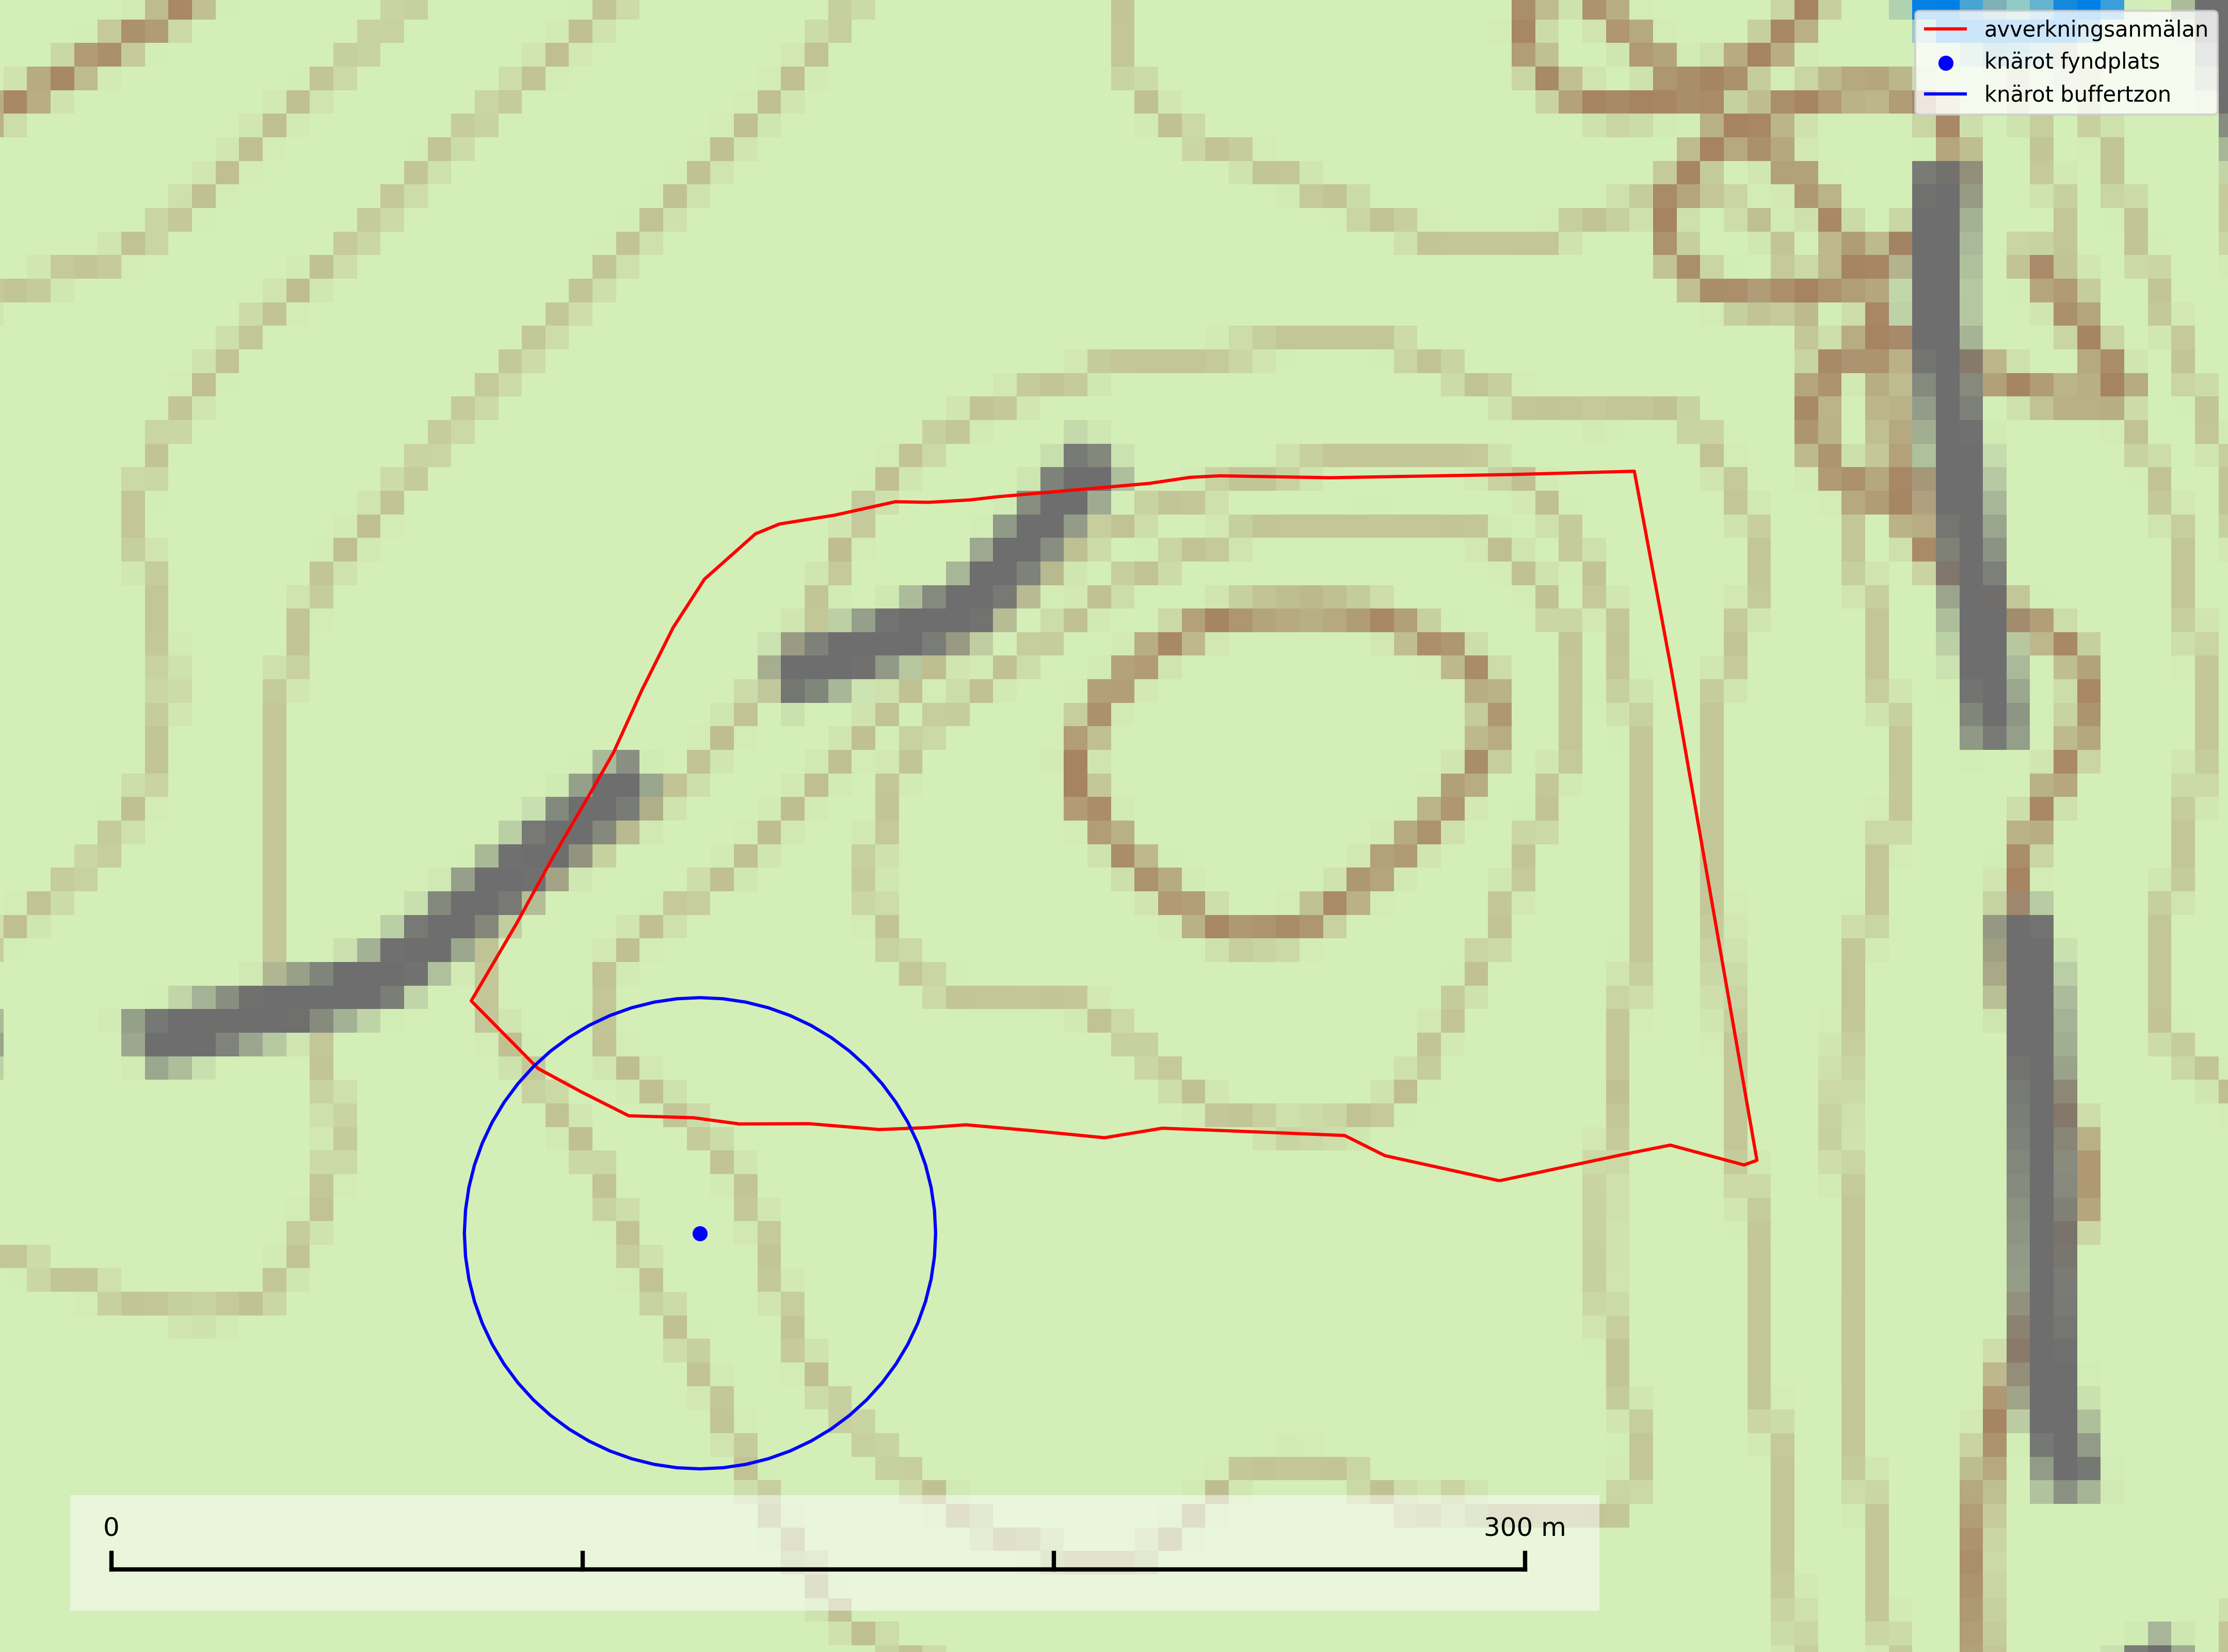 avverkningsanmälan
knärot fyndplats
knärot buffertzon
0
300 m